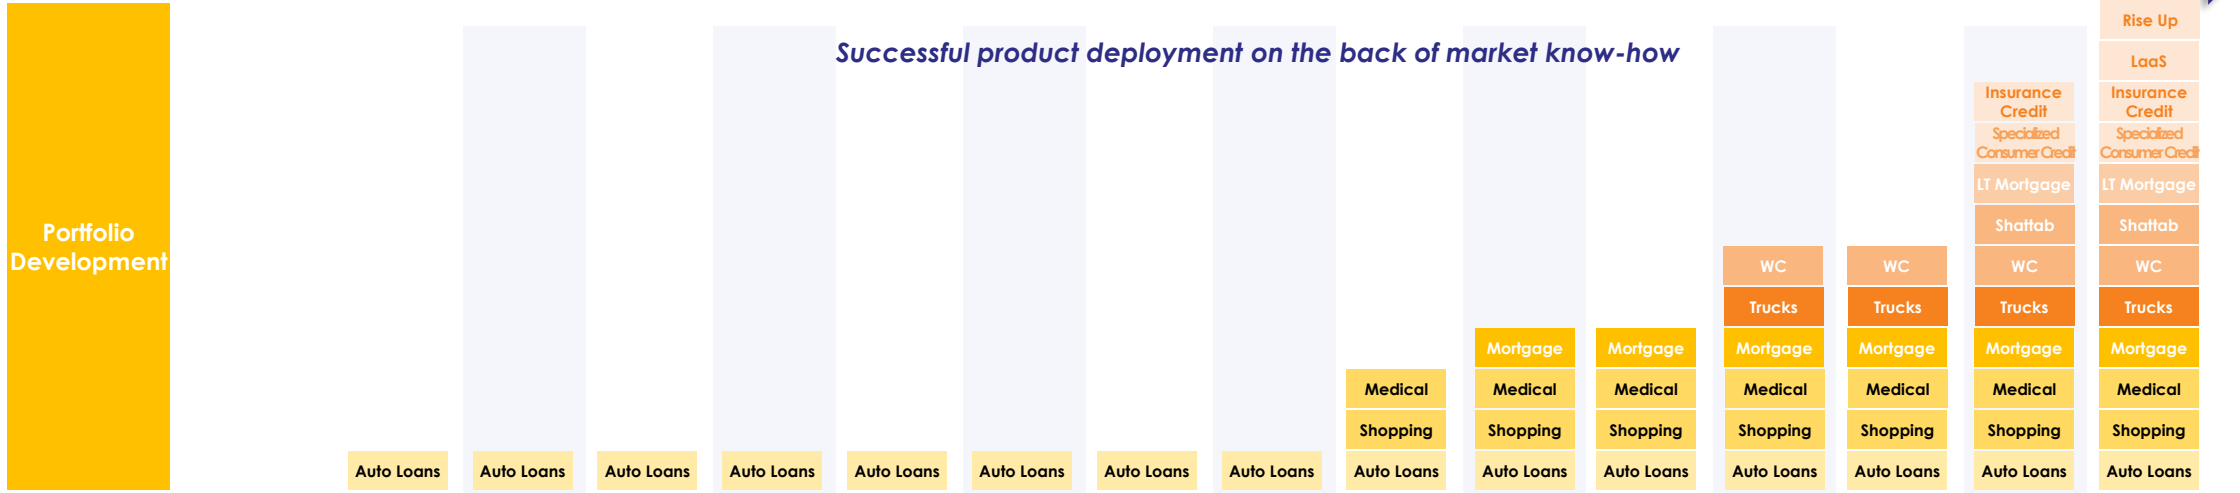 Rise Up
Successful product deployment on the back of market know-how
LaaS
Insurance Credit Insurance Credit
Specialized Consumer Credit Specialized Consumer Credit
LT Mortgage LT Mortgage
Portfolio Development
Shattab Shattab
WC WC WC WC
Trucks Trucks Trucks Trucks
Mortgage Mortgage Mortgage Mortgage Mortgage Mortgage
Medical Medical Medical Medical Medical Medical Medical
Shopping Shopping Shopping Shopping Shopping Shopping Shopping
Auto Loans Auto Loans Auto Loans Auto Loans Auto Loans Auto Loans Auto Loans Auto Loans Auto Loans Auto Loans Auto Loans Auto Loans Auto Loans Auto Loans Auto Loans